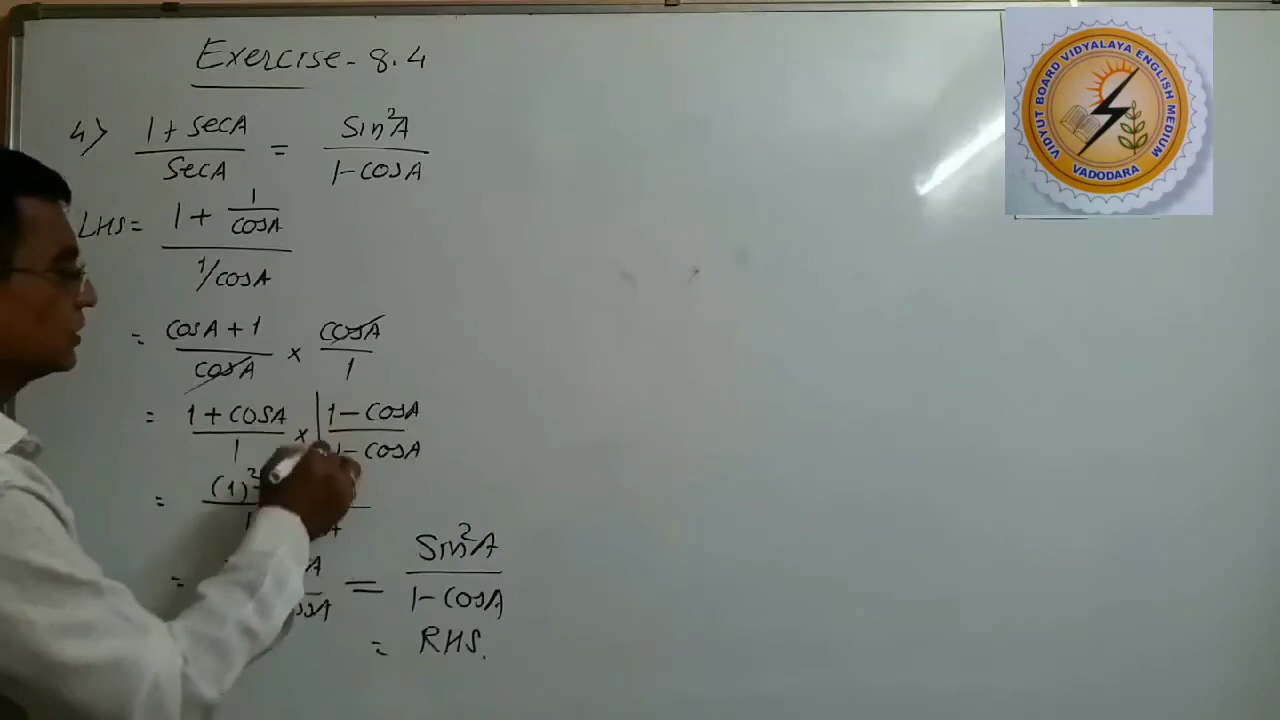 Exercise - 8.4
4) (1 + secA)/(secA) = (Sin²A)/(1 - cosA)
LHS = (1 + 1/cosA)/(1/cosA)
= (cosA + 1)/(cosA) × (cosA)/1
= (1 + cosA)/1 × (1 - cosA)/(1 - cosA)
= (1)²
= (Sin²A)/(1 - cosA)
= RHS.
VIDYUT BOARD VIDYALAYA ENGLISH MEDIUM
VADODARA